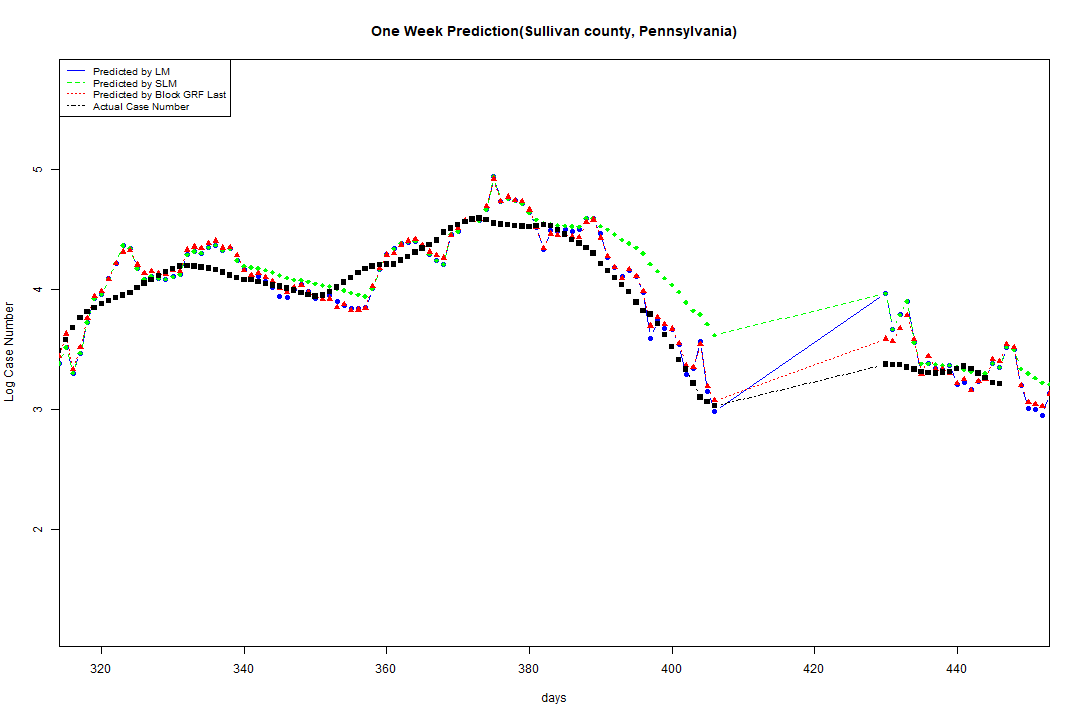 One Week Prediction(Sullivan county, Pennsylvania)
Predicted by LM
Predicted by SLM
Predicted by Block GRF Last
Actual Case Number
5
4
3
2
Log Case Number
320 340 360 380 400 420 440
days